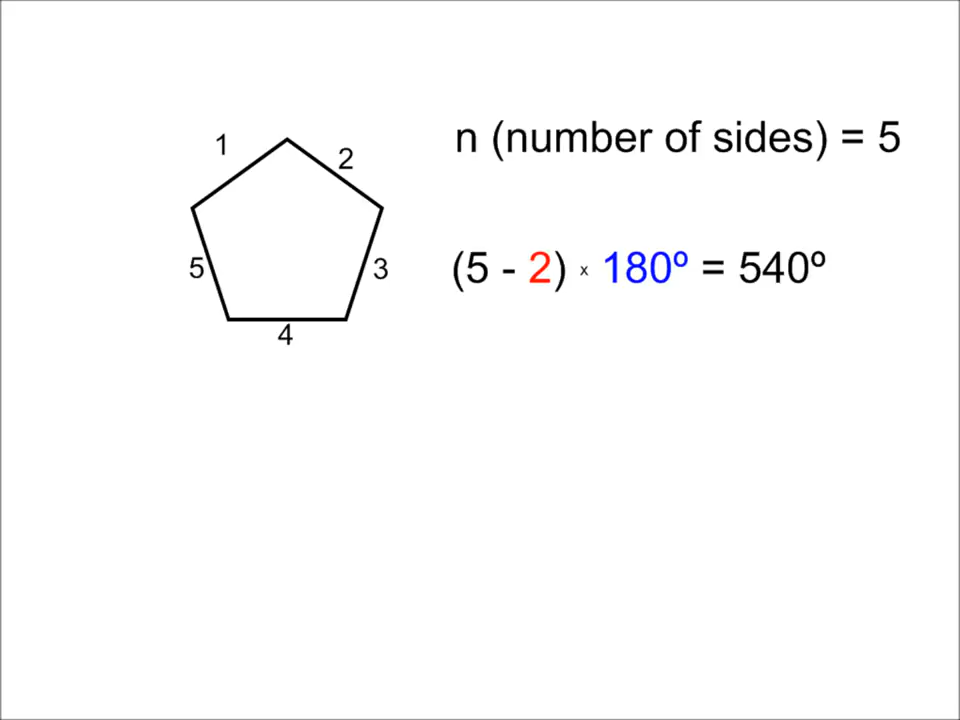 n (number of sides) = 5
1
2
(5 - 2) x 180º = 540º
5
3
4